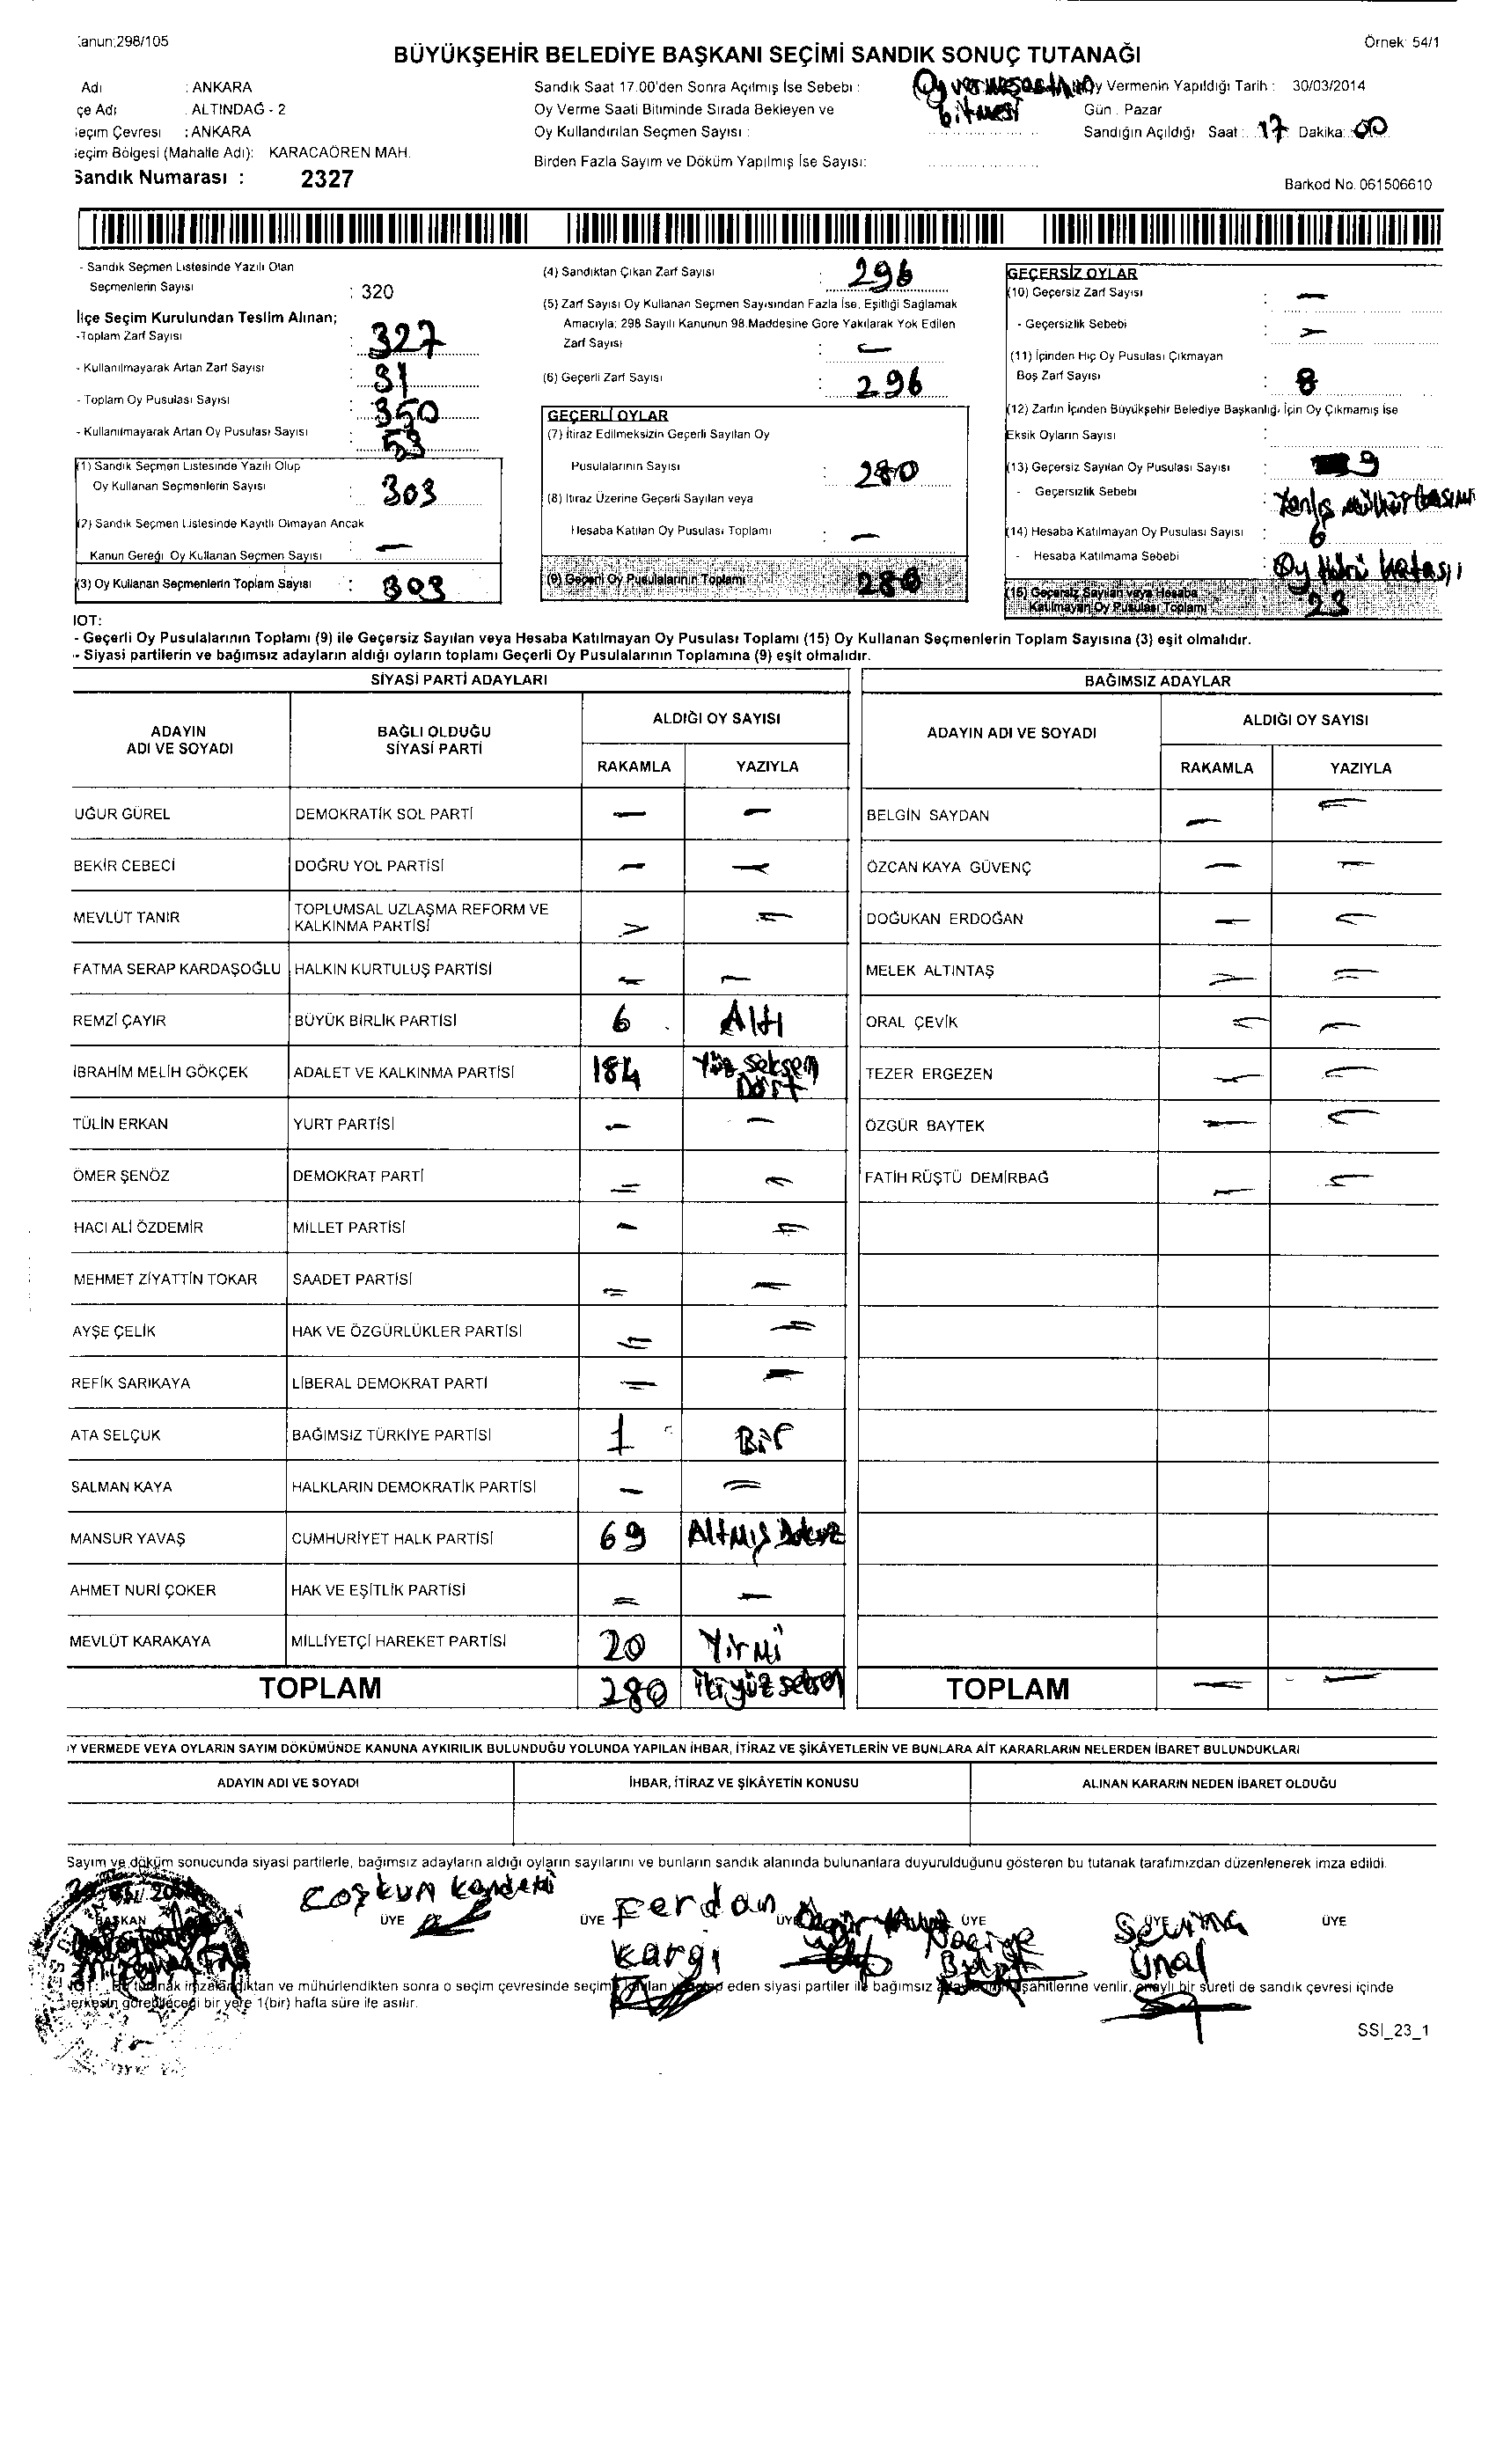 Kanun:298/105
Örnek: 54/1
BÜYÜKŞEHİR BELEDİYE BAŞKANI SEÇİMİ SANDIK SONUÇ TUTANAĞI
Adı : ANKARA
çe Adı : ALTINDAĞ - 2
Seçim Çevresi : ANKARA
Seçim Bölgesi (Mahalle Adı): KARACAÖREN MAH.
Sandık Numarası : 2327
Sandık Saat 17.00'den Sonra Açılmış İse Sebebi :
Oy Verme Saati Bitiminde Sırada Bekleyen ve
Oy Kullandırılan Seçmen Sayısı :
Birden Fazla Sayım ve Döküm Yapılmış İse Sayısı:
bitmesi
Oy Vermenin Yapıldığı Tarih : 30/03/2014
Gün : Pazar
Sandığın Açıldığı Saat : 17 Dakika: 00
Barkod No. 061506610
- Sandık Seçmen Listesinde Yazılı Olan
Seçmenlerin Sayısı : 320
İlçe Seçim Kurulundan Teslim Alınan;
-Toplam Zarf Sayısı : 327
- Kullanılmayarak Artan Zarf Sayısı : 31
- Toplam Oy Pusulası Sayısı : 350
- Kullanılmayarak Artan Oy Pusulası Sayısı : 53
(1) Sandık Seçmen Listesinde Yazılı Olup
Oy Kullanan Seçmenlerin Sayısı : 303
(2) Sandık Seçmen Listesinde Kayıtlı Olmayan Ancak
Kanun Gereği Oy Kullanan Seçmen Sayısı : —
(3) Oy Kullanan Seçmenlerin Toplam Sayısı : 303
(4) Sandıktan Çıkan Zarf Sayısı : 296
(5) Zarf Sayısı Oy Kullanan Seçmen Sayısından Fazla İse, Eşitliği Sağlamak
Amacıyla; 298 Sayılı Kanunun 98.Maddesine Göre Yakılarak Yok Edilen
Zarf Sayısı : —
(6) Geçerli Zarf Sayısı : 296
GEÇERLİ OYLAR
(7) İtiraz Edilmeksizin Geçerli Sayılan Oy
Pusulalarının Sayısı : 280
(8) İtiraz Üzerine Geçerli Sayılan veya
Hesaba Katılan Oy Pusulası Toplamı : —
(9) Geçerli Oy Pusulalarının Toplamı : 280
GEÇERSİZ OYLAR
(10) Geçersiz Zarf Sayısı : —
- Geçersizlik Sebebi : —
(11) İçinden Hiç Oy Pusulası Çıkmayan
Boş Zarf Sayısı : 8
(12) Zarfın İçinden Büyükşehir Belediye Başkanlığı İçin Oy Çıkmamış İse
Eksik Oyların Sayısı :
(13) Geçersiz Sayılan Oy Pusulası Sayısı : 9
- Geçersizlik Sebebi : Yanlış mühür basımı
(14) Hesaba Katılmayan Oy Pusulası Sayısı : 6
- Hesaba Katılmama Sebebi : Oy hatası
(15) Geçersiz Sayılan veya Hesaba
Katılmayan Oy Pusulası Toplamı : 23
NOT:
- Geçerli Oy Pusulalarının Toplamı (9) ile Geçersiz Sayılan veya Hesaba Katılmayan Oy Pusulası Toplamı (15) Oy Kullanan Seçmenlerin Toplam Sayısına (3) eşit olmalıdır.
- Siyasi partilerin ve bağımsız adayların aldığı oyların toplamı Geçerli Oy Pusulalarının Toplamına (9) eşit olmalıdır.
SİYASİ PARTİ ADAYLARI
ADAYIN ADI VE SOYADI
BAĞLI OLDUĞU SİYASİ PARTİ
ALDIĞI OY SAYISI
RAKAMLA YAZIYLA
UĞUR GÜREL DEMOKRATİK SOL PARTİ — —
BEKİR CEBECİ DOĞRU YOL PARTİSİ — —
MEVLÜT TANIR TOPLUMSAL UZLAŞMA REFORM VE KALKINMA PARTİSİ — —
FATMA SERAP KARDAŞOĞLU HALKIN KURTULUŞ PARTİSİ — —
REMZİ ÇAYIR BÜYÜK BİRLİK PARTİSİ 6 Altı
İBRAHİM MELİH GÖKÇEK ADALET VE KALKINMA PARTİSİ 184 Yüz seksen Dört
TÜLİN ERKAN YURT PARTİSİ — —
ÖMER ŞENÖZ DEMOKRAT PARTİ — —
HACI ALİ ÖZDEMİR MİLLET PARTİSİ — —
MEHMET ZİYATTİN TOKAR SAADET PARTİSİ — —
AYŞE ÇELİK HAK VE ÖZGÜRLÜKLER PARTİSİ — —
REFİK SARIKAYA LİBERAL DEMOKRAT PARTİ — —
ATA SELÇUK BAĞIMSIZ TÜRKİYE PARTİSİ 1 Bir
SALMAN KAYA HALKLARIN DEMOKRATİK PARTİSİ — —
MANSUR YAVAŞ CUMHURİYET HALK PARTİSİ 69 Altmış Dokuz
AHMET NURİ ÇOKER HAK VE EŞİTLİK PARTİSİ — —
MEVLÜT KARAKAYA MİLLİYETÇİ HAREKET PARTİSİ 20 Yirmi
TOPLAM 280 ikiyüz seksen
BAĞIMSIZ ADAYLAR
ADAYIN ADI VE SOYADI
ALDIĞI OY SAYISI
RAKAMLA YAZIYLA
BELGİN SAYDAN — —
ÖZCAN KAYA GÜVENÇ — —
DOĞUKAN ERDOĞAN — —
MELEK ALTINTAŞ — —
ORAL ÇEVİK — —
TEZER ERGEZEN — —
ÖZGÜR BAYTEK — —
FATİH RÜŞTÜ DEMİRBAĞ — —
TOPLAM — —
OY VERMEDE VEYA OYLARIN SAYIM DÖKÜMÜNDE KANUNA AYKIRILIK BULUNDUĞU YOLUNDA YAPILAN İHBAR, İTİRAZ VE ŞİKÂYETLERİN VE BUNLARA AİT KARARLARIN NELERDEN İBARET BULUNDUKLARI
ADAYIN ADI VE SOYADI
İHBAR, İTİRAZ VE ŞİKÂYETİN KONUSU
ALINAN KARARIN NEDEN İBARET OLDUĞU
Sayım ve döküm sonucunda siyasi partilerle, bağımsız adayların aldığı oyların sayılarını ve bunların sandık alanında bulunanlara duyurulduğunu gösteren bu tutanak tarafımızdan düzenlenerek imza edildi.
BAŞKAN ÜYE ÜYE ÜYE ÜYE ÜYE ÜYE
Coşkun
Ferdan Kargı
Sevinç Ünal
tutanak imzalandıktan ve mühürlendikten sonra o seçim çevresinde seçime eden siyasi partiler ile bağımsız şahitlerine verilir, onaylı bir sureti de sandık çevresi içinde
herkesin görebileceği bir yere 1(bir) hafta süre ile asılır.
SSI_23_1